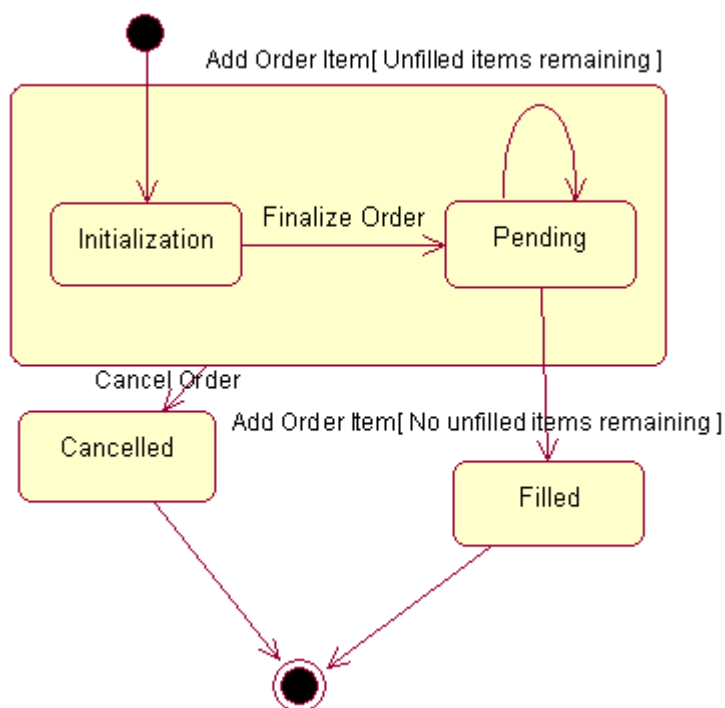 Add Order Item[ Unfilled items remaining ]
Initialization
Finalize Order
Pending
Cancel Order
Cancelled
Add Order Item[ No unfilled items remaining ]
Filled